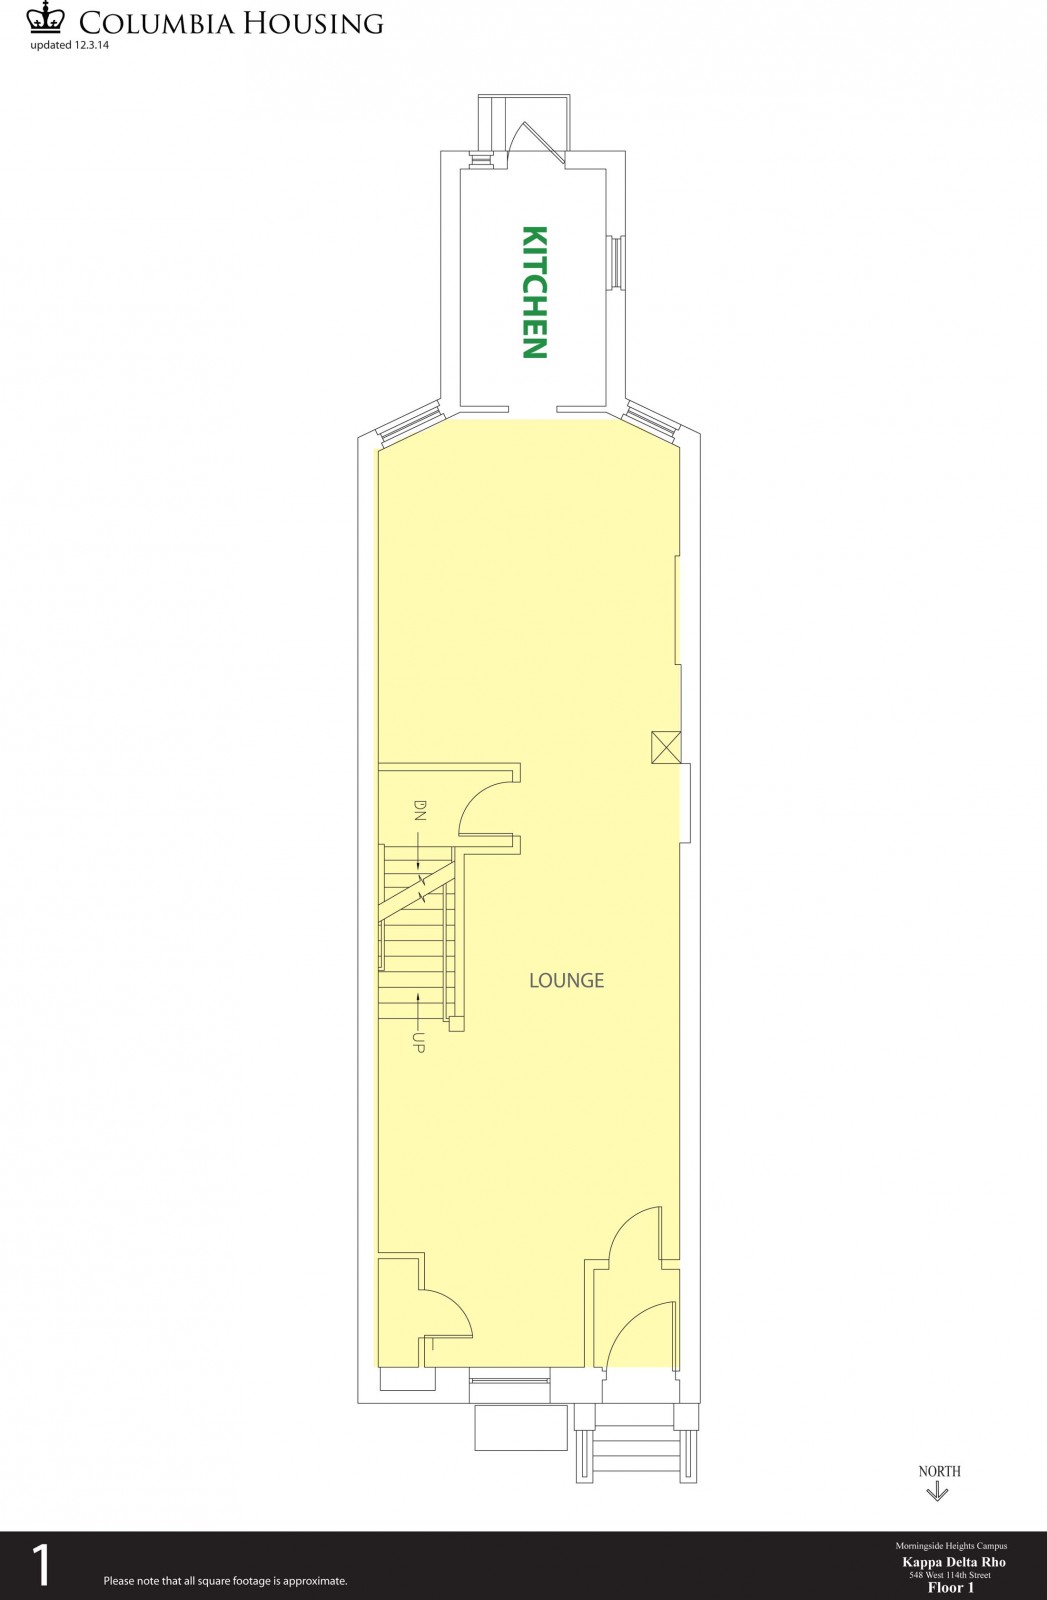 COLUMBIA HOUSING
updated 12.3.14
KITCHEN
DN
LOUNGE
UP
NORTH
1
Please note that all square footage is approximate.
Morningside Heights Campus
Kappa Delta Rho
548 West 114th Street
Floor 1